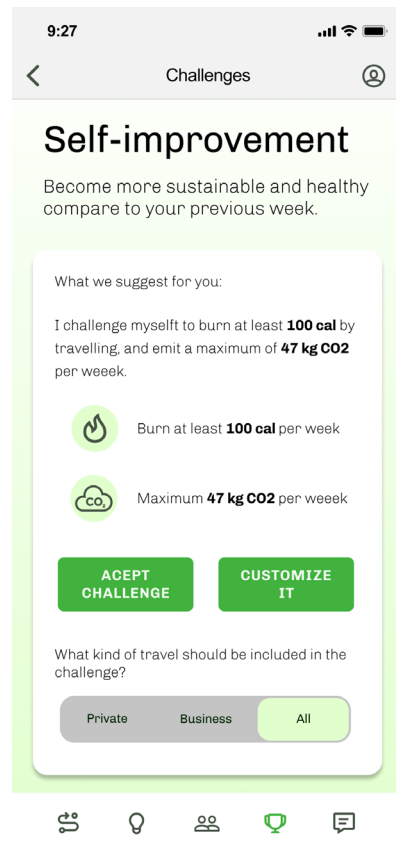 9:27
Challenges
Self-improvement
Become more sustainable and healthy
compare to your previous week.
What we suggest for you:
I challenge myselft to burn at least 100 cal by
travelling, and emit a maximum of 47 kg CO2
per weeek.
Burn at least 100 cal per week
CO₂
Maximum 47 kg CO2 per weeek
ACEPT
CHALLENGE
CUSTOMIZE
IT
What kind of travel should be included in the
challenge?
Private Business All